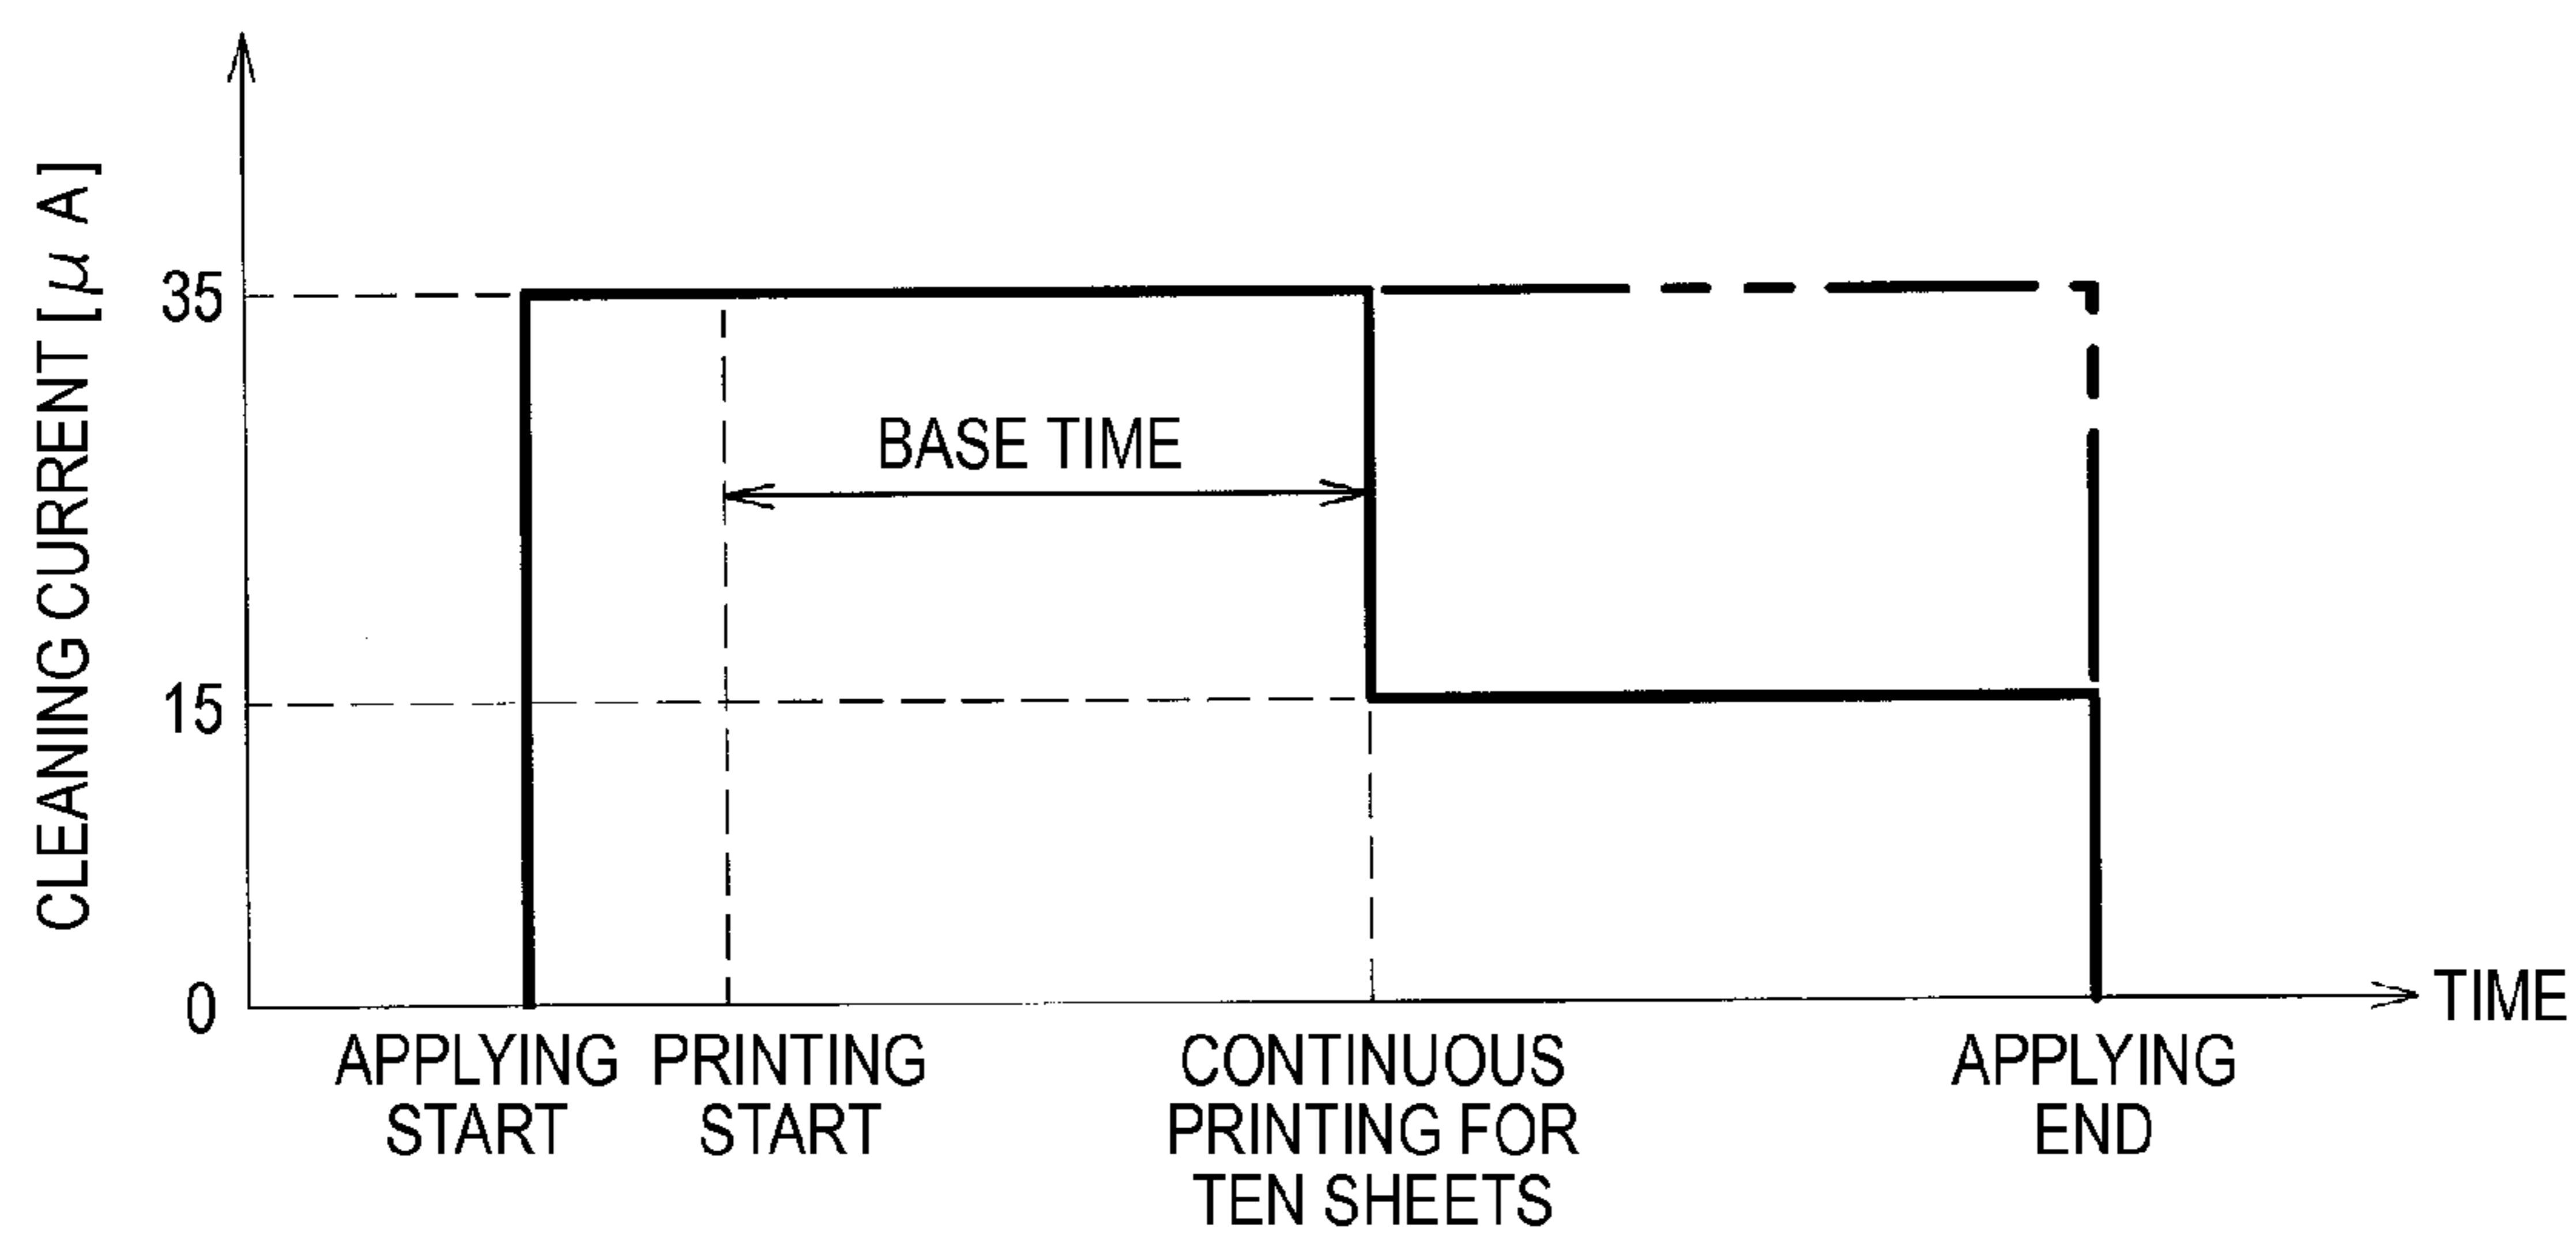 CLEANING CURRENT [μ A]
35
15
0
BASE TIME
TIME
APPLYING
START
PRINTING
START
CONTINUOUS
PRINTING FOR
TEN SHEETS
APPLYING
END